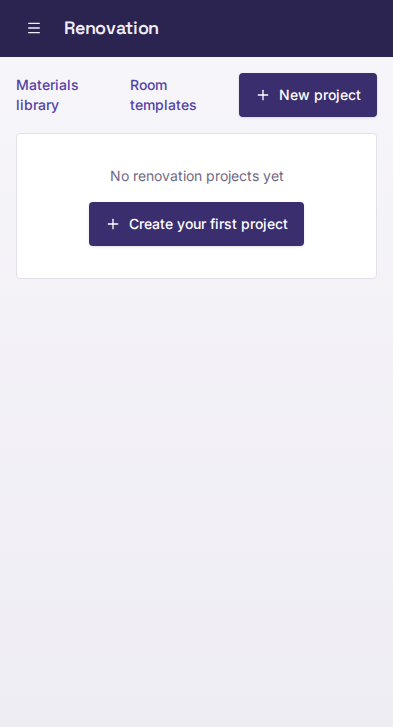 Renovation
Materials
library
Room
templates
New project
No renovation projects yet
Create your first project